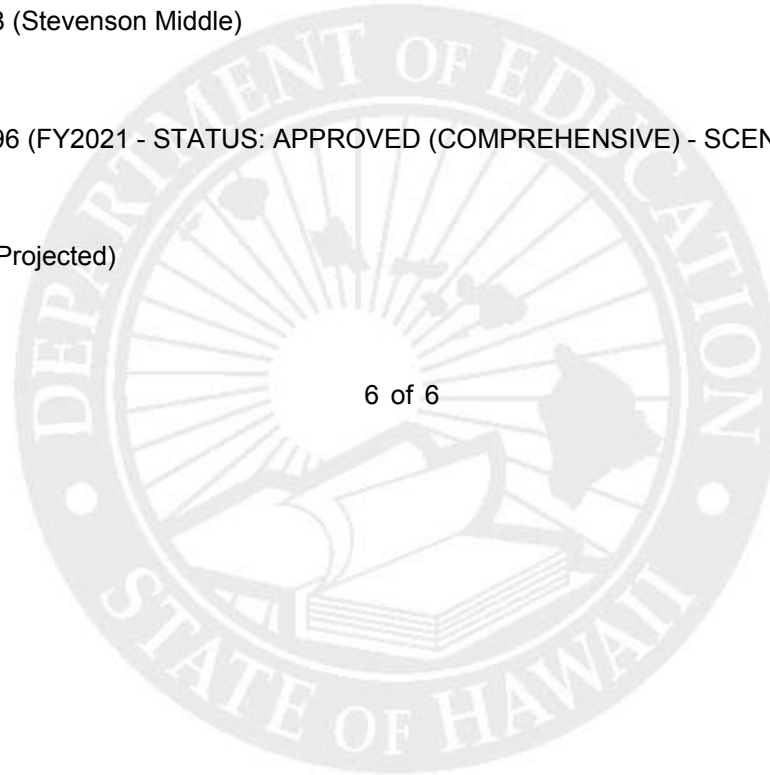 3 (Stevenson Middle)
96 (FY2021 - STATUS: APPROVED (COMPREHENSIVE) - SCEN
Projected)
6 of 6
DEPARTMENT OF EDUCATION
STATE OF HAWAII